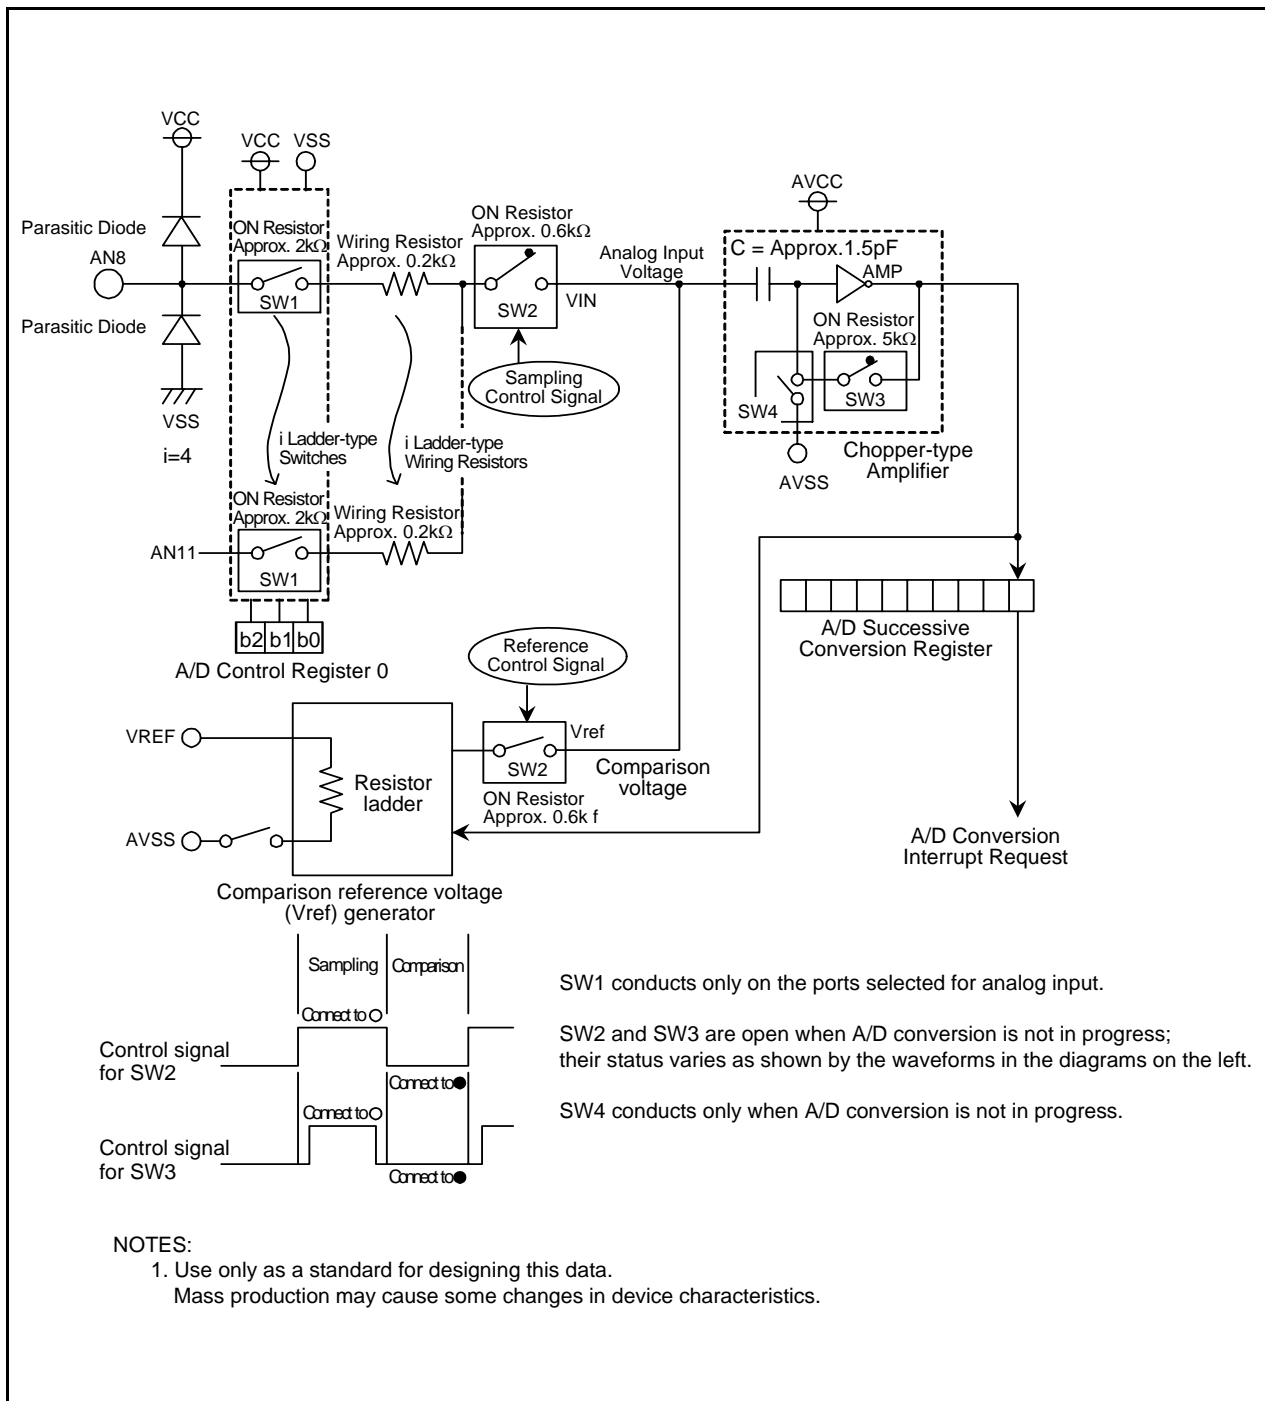 VCC
VCC VSS
AVCC
Parasitic Diode
ON Resistor
Approx. 2kΩ
Wiring Resistor
Approx. 0.2kΩ
ON Resistor
Approx. 0.6kΩ
Analog Input
Voltage
C = Approx.1.5pF
AMP
AN8
SW1
SW2
VIN
Parasitic Diode
ON Resistor
Approx. 5kΩ
SW3
SW4
Sampling
Control Signal
VSS
i=4
i Ladder-type
Switches
i Ladder-type
Wiring Resistors
Chopper-type
Amplifier
AVSS
ON Resistor
Approx. 2kΩ
Wiring Resistor
Approx. 0.2kΩ
AN11
SW1
b2 b1 b0
A/D Control Register 0
A/D Successive
Conversion Register
Reference
Control Signal
VREF
Vref
SW2
Resistor
ladder
Comparison
voltage
ON Resistor
Approx. 0.6k f
AVSS
A/D Conversion
Interrupt Request
Comparison reference voltage
(Vref) generator
Sampling Comparison
Connect to ○
Control signal
for SW2
Connect to ●
Connect to ○
Control signal
for SW3
Connect to ●
SW1 conducts only on the ports selected for analog input.
SW2 and SW3 are open when A/D conversion is not in progress;
their status varies as shown by the waveforms in the diagrams on the left.
SW4 conducts only when A/D conversion is not in progress.
NOTES:
1. Use only as a standard for designing this data.
Mass production may cause some changes in device characteristics.